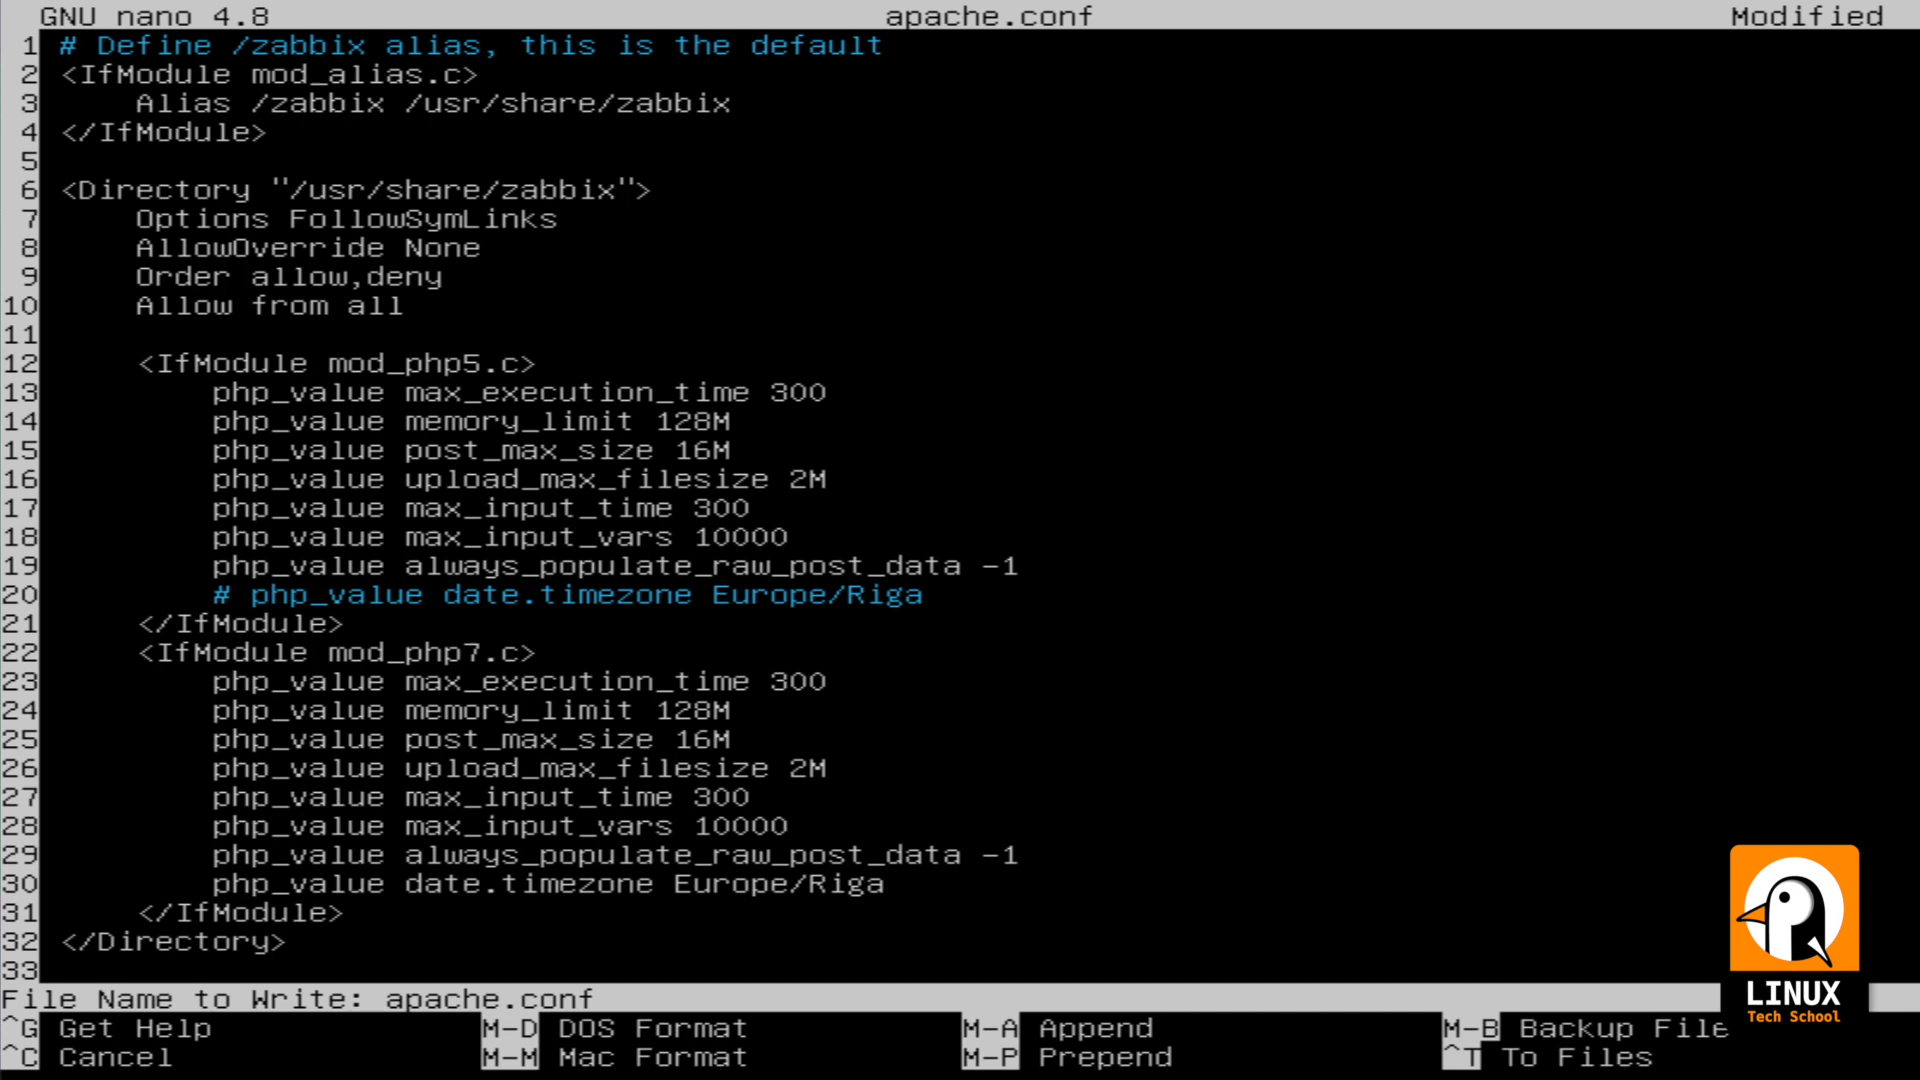 GNU nano 4.8 apache.conf Modified
1 # Define /zabbix alias, this is the default
2 <IfModule mod_alias.c>
3 Alias /zabbix /usr/share/zabbix
4 </IfModule>
5
6 <Directory "/usr/share/zabbix">
7 Options FollowSymLinks
8 AllowOverride None
9 Order allow,deny
10 Allow from all
11
12 <IfModule mod_php5.c>
13 php_value max_execution_time 300
14 php_value memory_limit 128M
15 php_value post_max_size 16M
16 php_value upload_max_filesize 2M
17 php_value max_input_time 300
18 php_value max_input_vars 10000
19 php_value always_populate_raw_post_data -1
20 # php_value date.timezone Europe/Riga
21 </IfModule>
22 <IfModule mod_php7.c>
23 php_value max_execution_time 300
24 php_value memory_limit 128M
25 php_value post_max_size 16M
26 php_value upload_max_filesize 2M
27 php_value max_input_time 300
28 php_value max_input_vars 10000
29 php_value always_populate_raw_post_data -1
30 php_value date.timezone Europe/Riga
31 </IfModule>
32 </Directory>
33
File Name to Write: apache.conf
^G Get Help M-D DOS Format M-A Append M-B Backup File
^C Cancel M-M Mac Format M-P Prepend ^T To Files
LINUX
Tech School